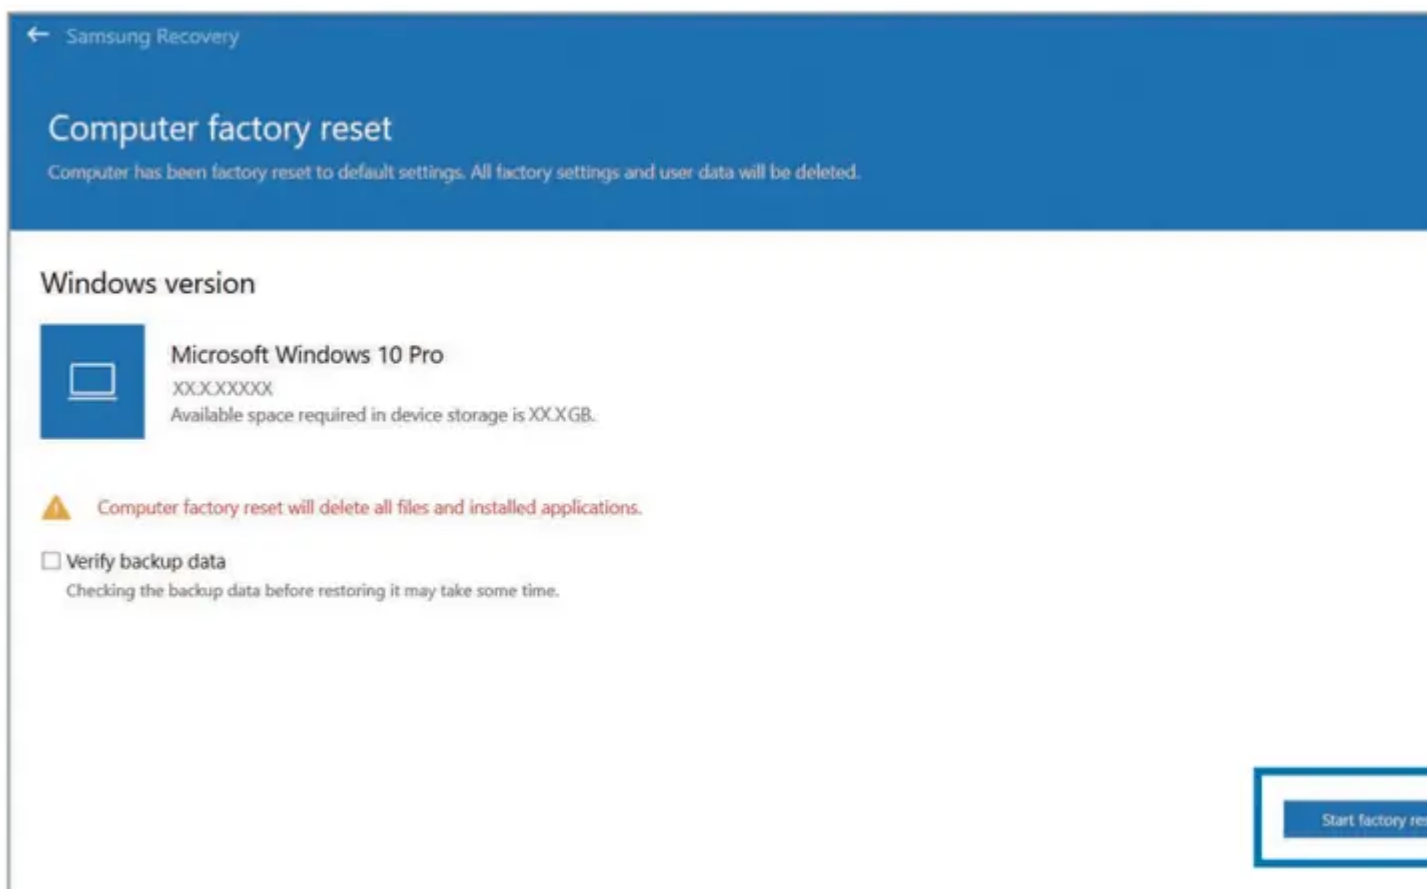 Samsung Recovery
Computer factory reset
Computer has been factory reset to default settings. All factory settings and user data will be deleted.
Windows version
Microsoft Windows 10 Pro
XX.X.XXXXX
Available space required in device storage is XX.XGB.
Computer factory reset will delete all files and installed applications.
Verify backup data
Checking the backup data before restoring it may take some time.
Start factory res